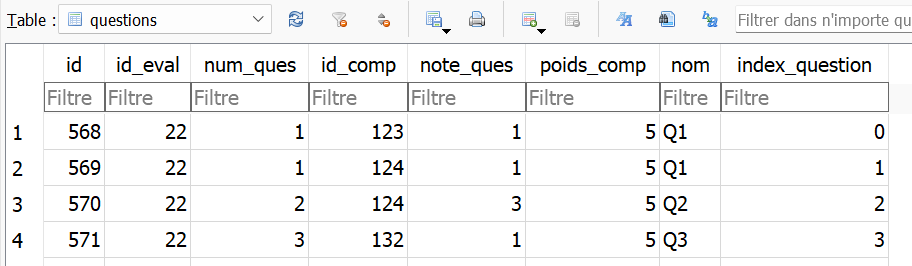 Table : questions Filtrer dans n'importe qu
id id_eval num_ques id_comp note_ques poids_comp nom index_question
Filtre Filtre Filtre Filtre Filtre Filtre Filtre Filtre
1 568 22 1 123 1 5 Q1 0
2 569 22 1 124 1 5 Q1 1
3 570 22 2 124 3 5 Q2 2
4 571 22 3 132 1 5 Q3 3